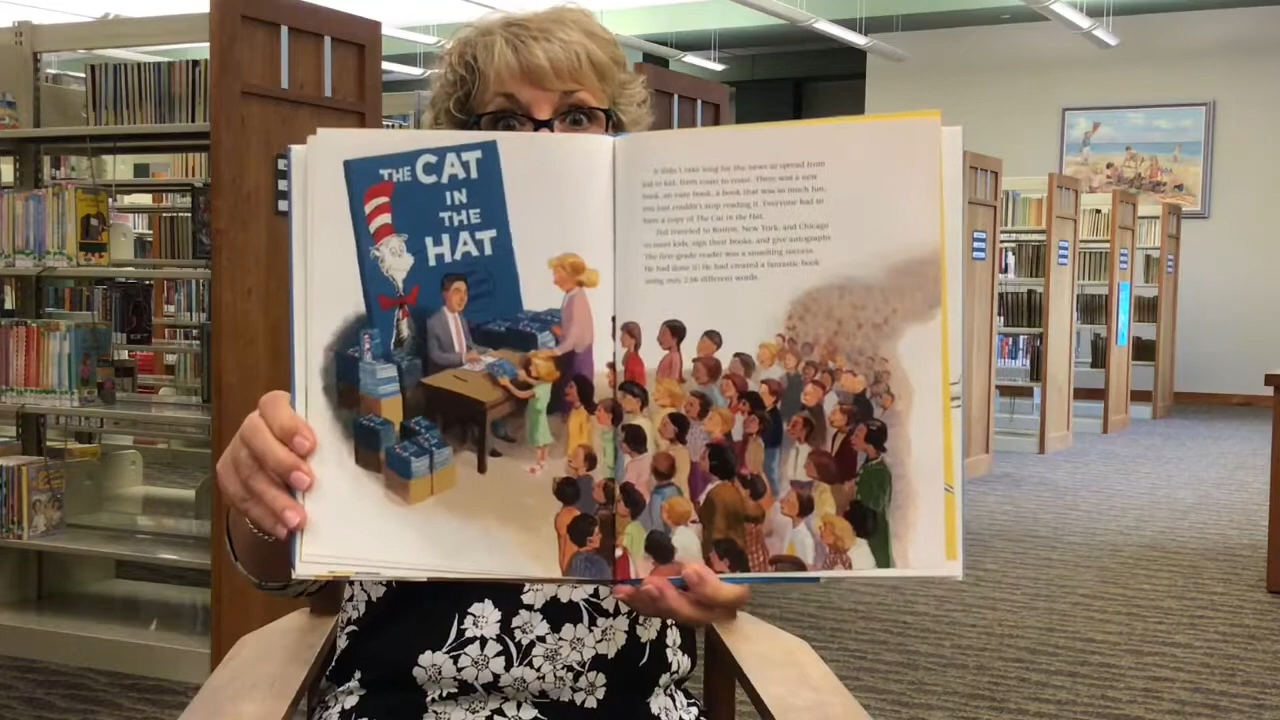 THE CAT
IN
THE
HAT
It didn't take long for the news to spread from
kid to kid, from coast to coast. There was a new
book, an easy book, a book that was so much fun,
you just couldn't stop reading it. Everyone had to
have a copy of The Cat in the Hat.
Ted traveled to Boston, New York, and Chicago
to meet kids, sign their books, and give autographs.
The first-grade reader was a smashing success.
He had done it! He had created a fantastic book
using only 236 different words.